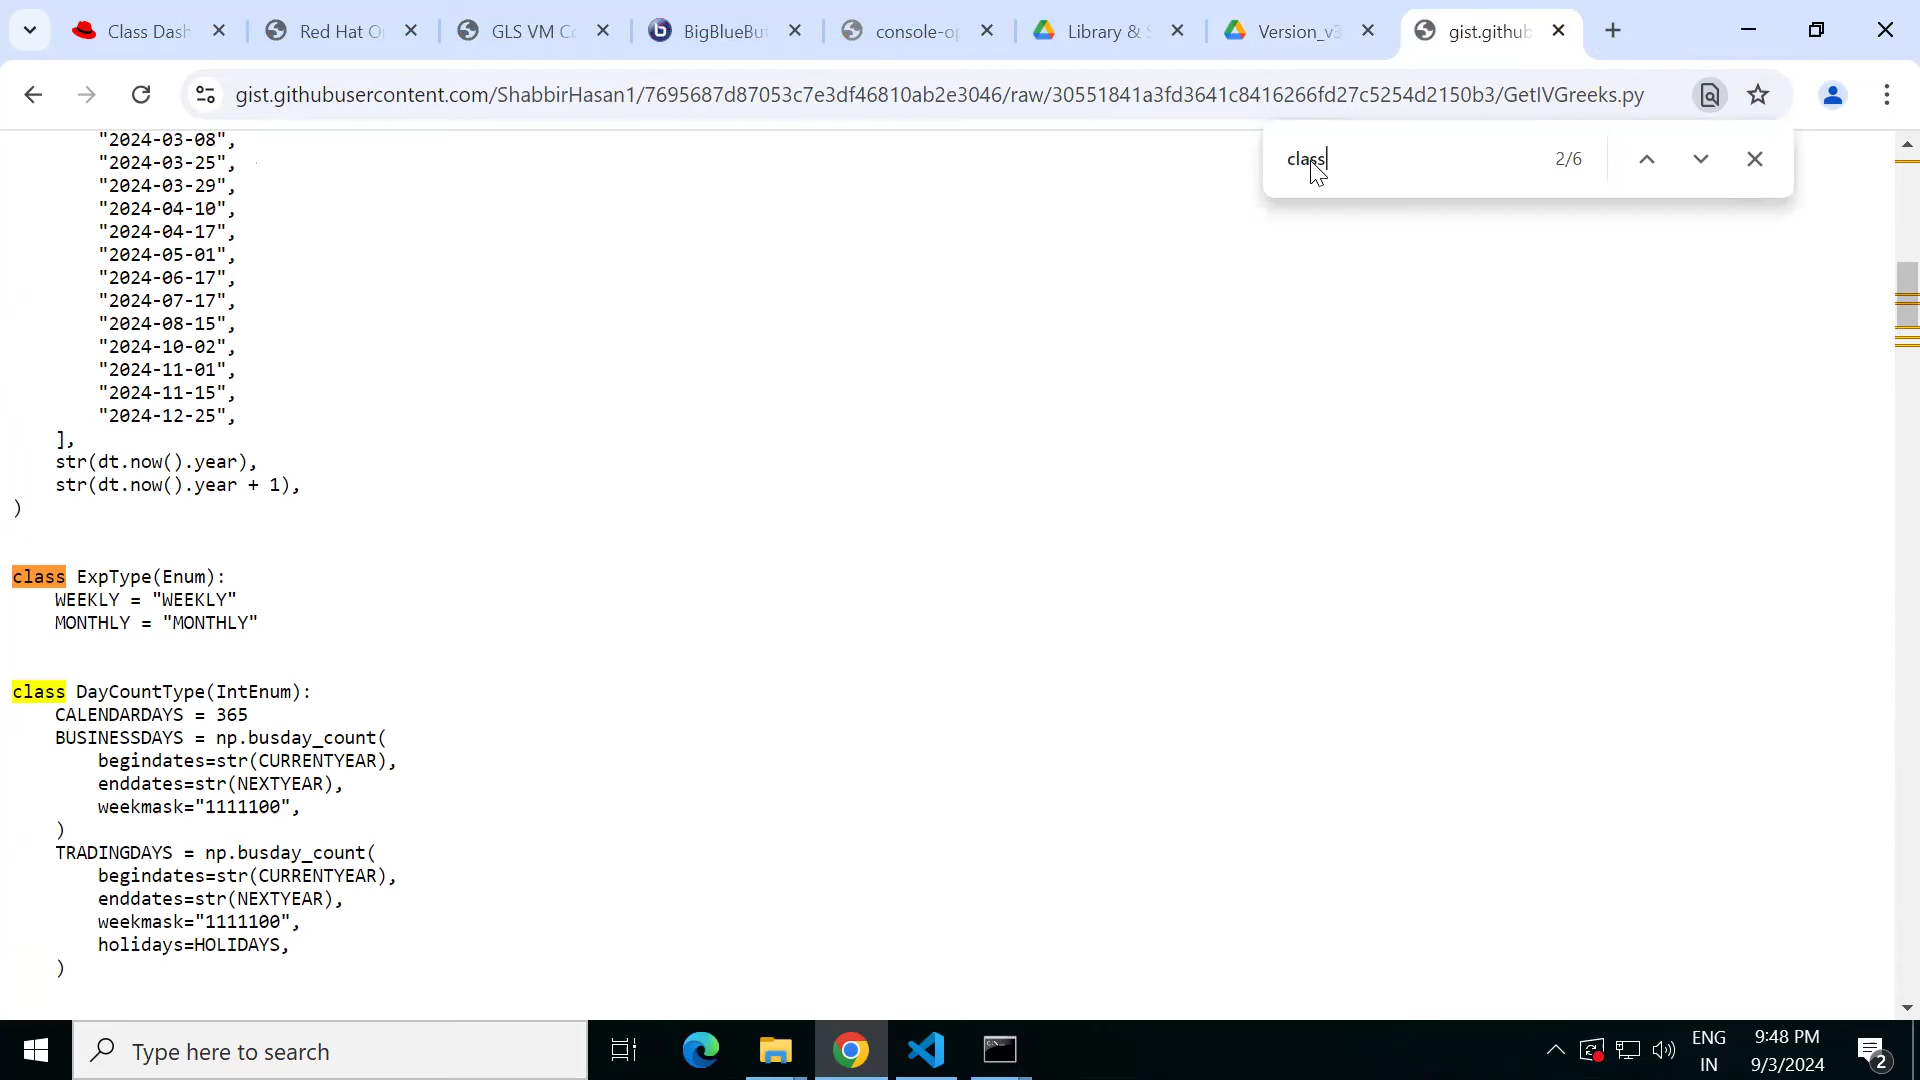 Class Dash
Red Hat O
GLS VM Co
BigBlueBut
console-op
Library & S
Version_v3
gist.github
gist.githubusercontent.com/ShabbirHasan1/7695687d87053c7e3df46810ab2e3046/raw/30551841a3fd3641c8416266fd27c5254d2150b3/GetIVGreeks.py
class 2/6
"2024-03-08",
"2024-03-25",
"2024-03-29",
"2024-04-10",
"2024-04-17",
"2024-05-01",
"2024-06-17",
"2024-07-17",
"2024-08-15",
"2024-10-02",
"2024-11-01",
"2024-11-15",
"2024-12-25",
],
str(dt.now().year),
str(dt.now().year + 1),
)
class ExpType(Enum):
WEEKLY = "WEEKLY"
MONTHLY = "MONTHLY"
class DayCountType(IntEnum):
CALENDARDAYS = 365
BUSINESSDAYS = np.busday_count(
begindates=str(CURRENTYEAR),
enddates=str(NEXTYEAR),
weekmask="1111100",
)
TRADINGDAYS = np.busday_count(
begindates=str(CURRENTYEAR),
enddates=str(NEXTYEAR),
weekmask="1111100",
holidays=HOLIDAYS,
)
Type here to search
ENG
IN
9:48 PM
9/3/2024
2